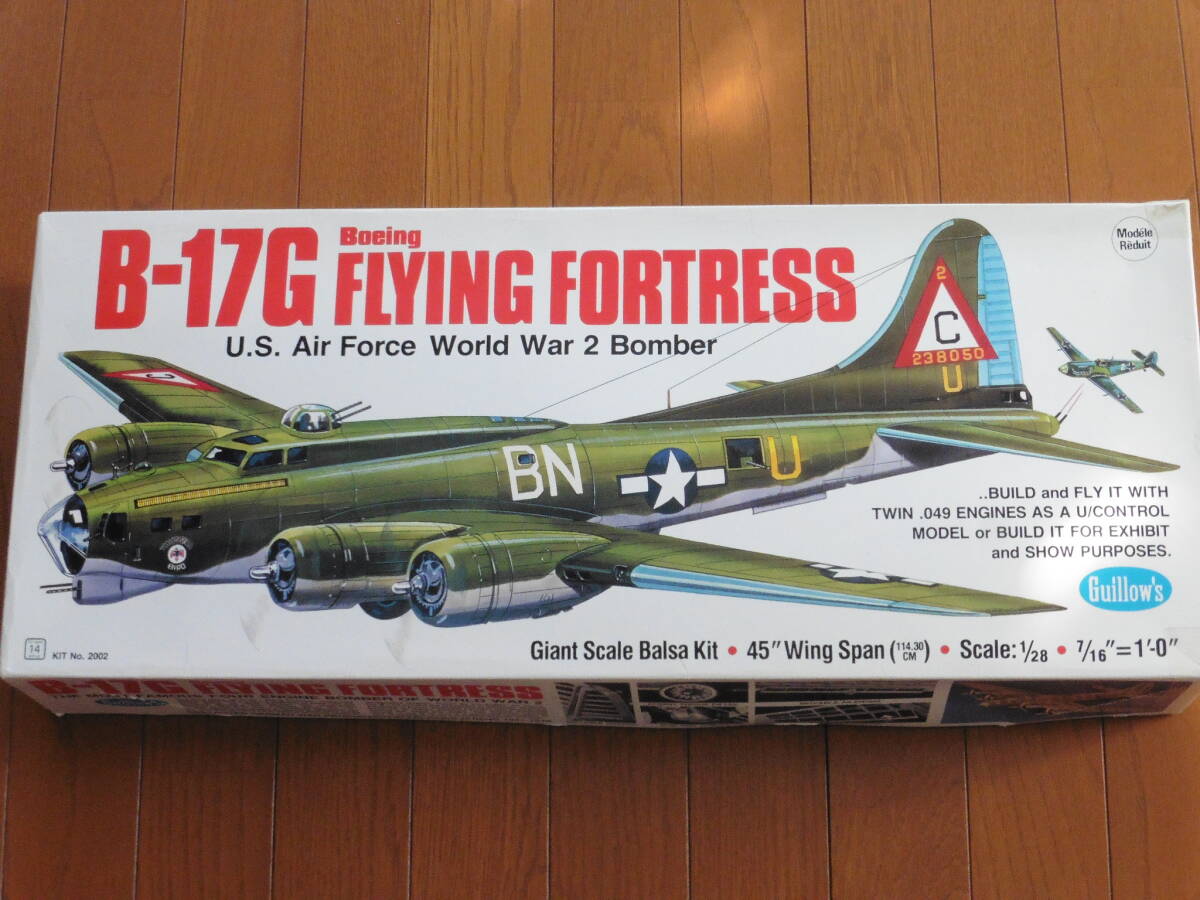 B-17G Boeing
FLYING FORTRESS
U.S. Air Force World War 2 Bomber
Modéle
Réduit
2
C
238050
U
BN
U
..BUILD and FLY IT WITH
TWIN .049 ENGINES AS A U/CONTROL
MODEL or BUILD IT FOR EXHIBIT
and SHOW PURPOSES.
Guillow's
14
KIT No. 2002
Giant Scale Balsa Kit • 45" Wing Span (114.30 CM) • Scale: 1/28 • 7/16"=1'-0"
B-17G FLYING FORTRESS